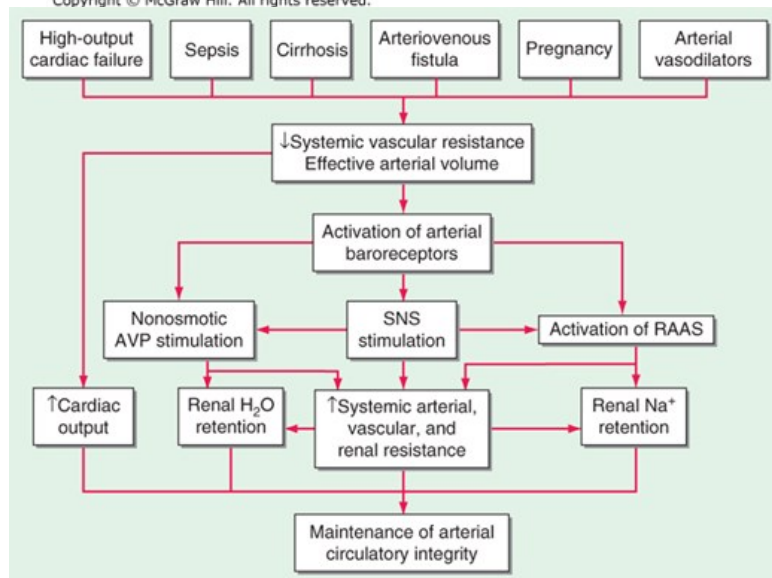 Copyright © McGraw Hill. All rights reserved.
High-output
cardiac failure
Sepsis
Cirrhosis
Arteriovenous
fistula
Pregnancy
Arterial
vasodilators
↓Systemic vascular resistance
Effective arterial volume
Activation of arterial
baroreceptors
Nonosmotic
AVP stimulation
SNS
stimulation
Activation of RAAS
↑Cardiac
output
Renal H₂O
retention
↑Systemic arterial,
vascular, and
renal resistance
Renal Na⁺
retention
Maintenance of arterial
circulatory integrity